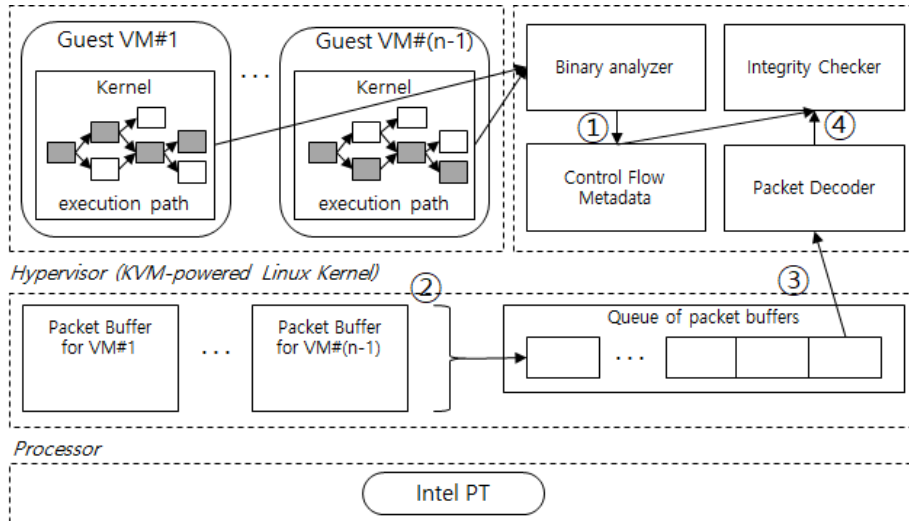 Guest VM#1
. . .
Guest VM#(n-1)
Kernel
execution path
Kernel
execution path
Binary analyzer
Integrity Checker
①
④
Control Flow
Metadata
Packet Decoder
Hypervisor (KVM-powered Linux Kernel)
②
③
Packet Buffer
for VM#1
. . .
Packet Buffer
for VM#(n-1)
Queue of packet buffers
. . .
Processor
Intel PT